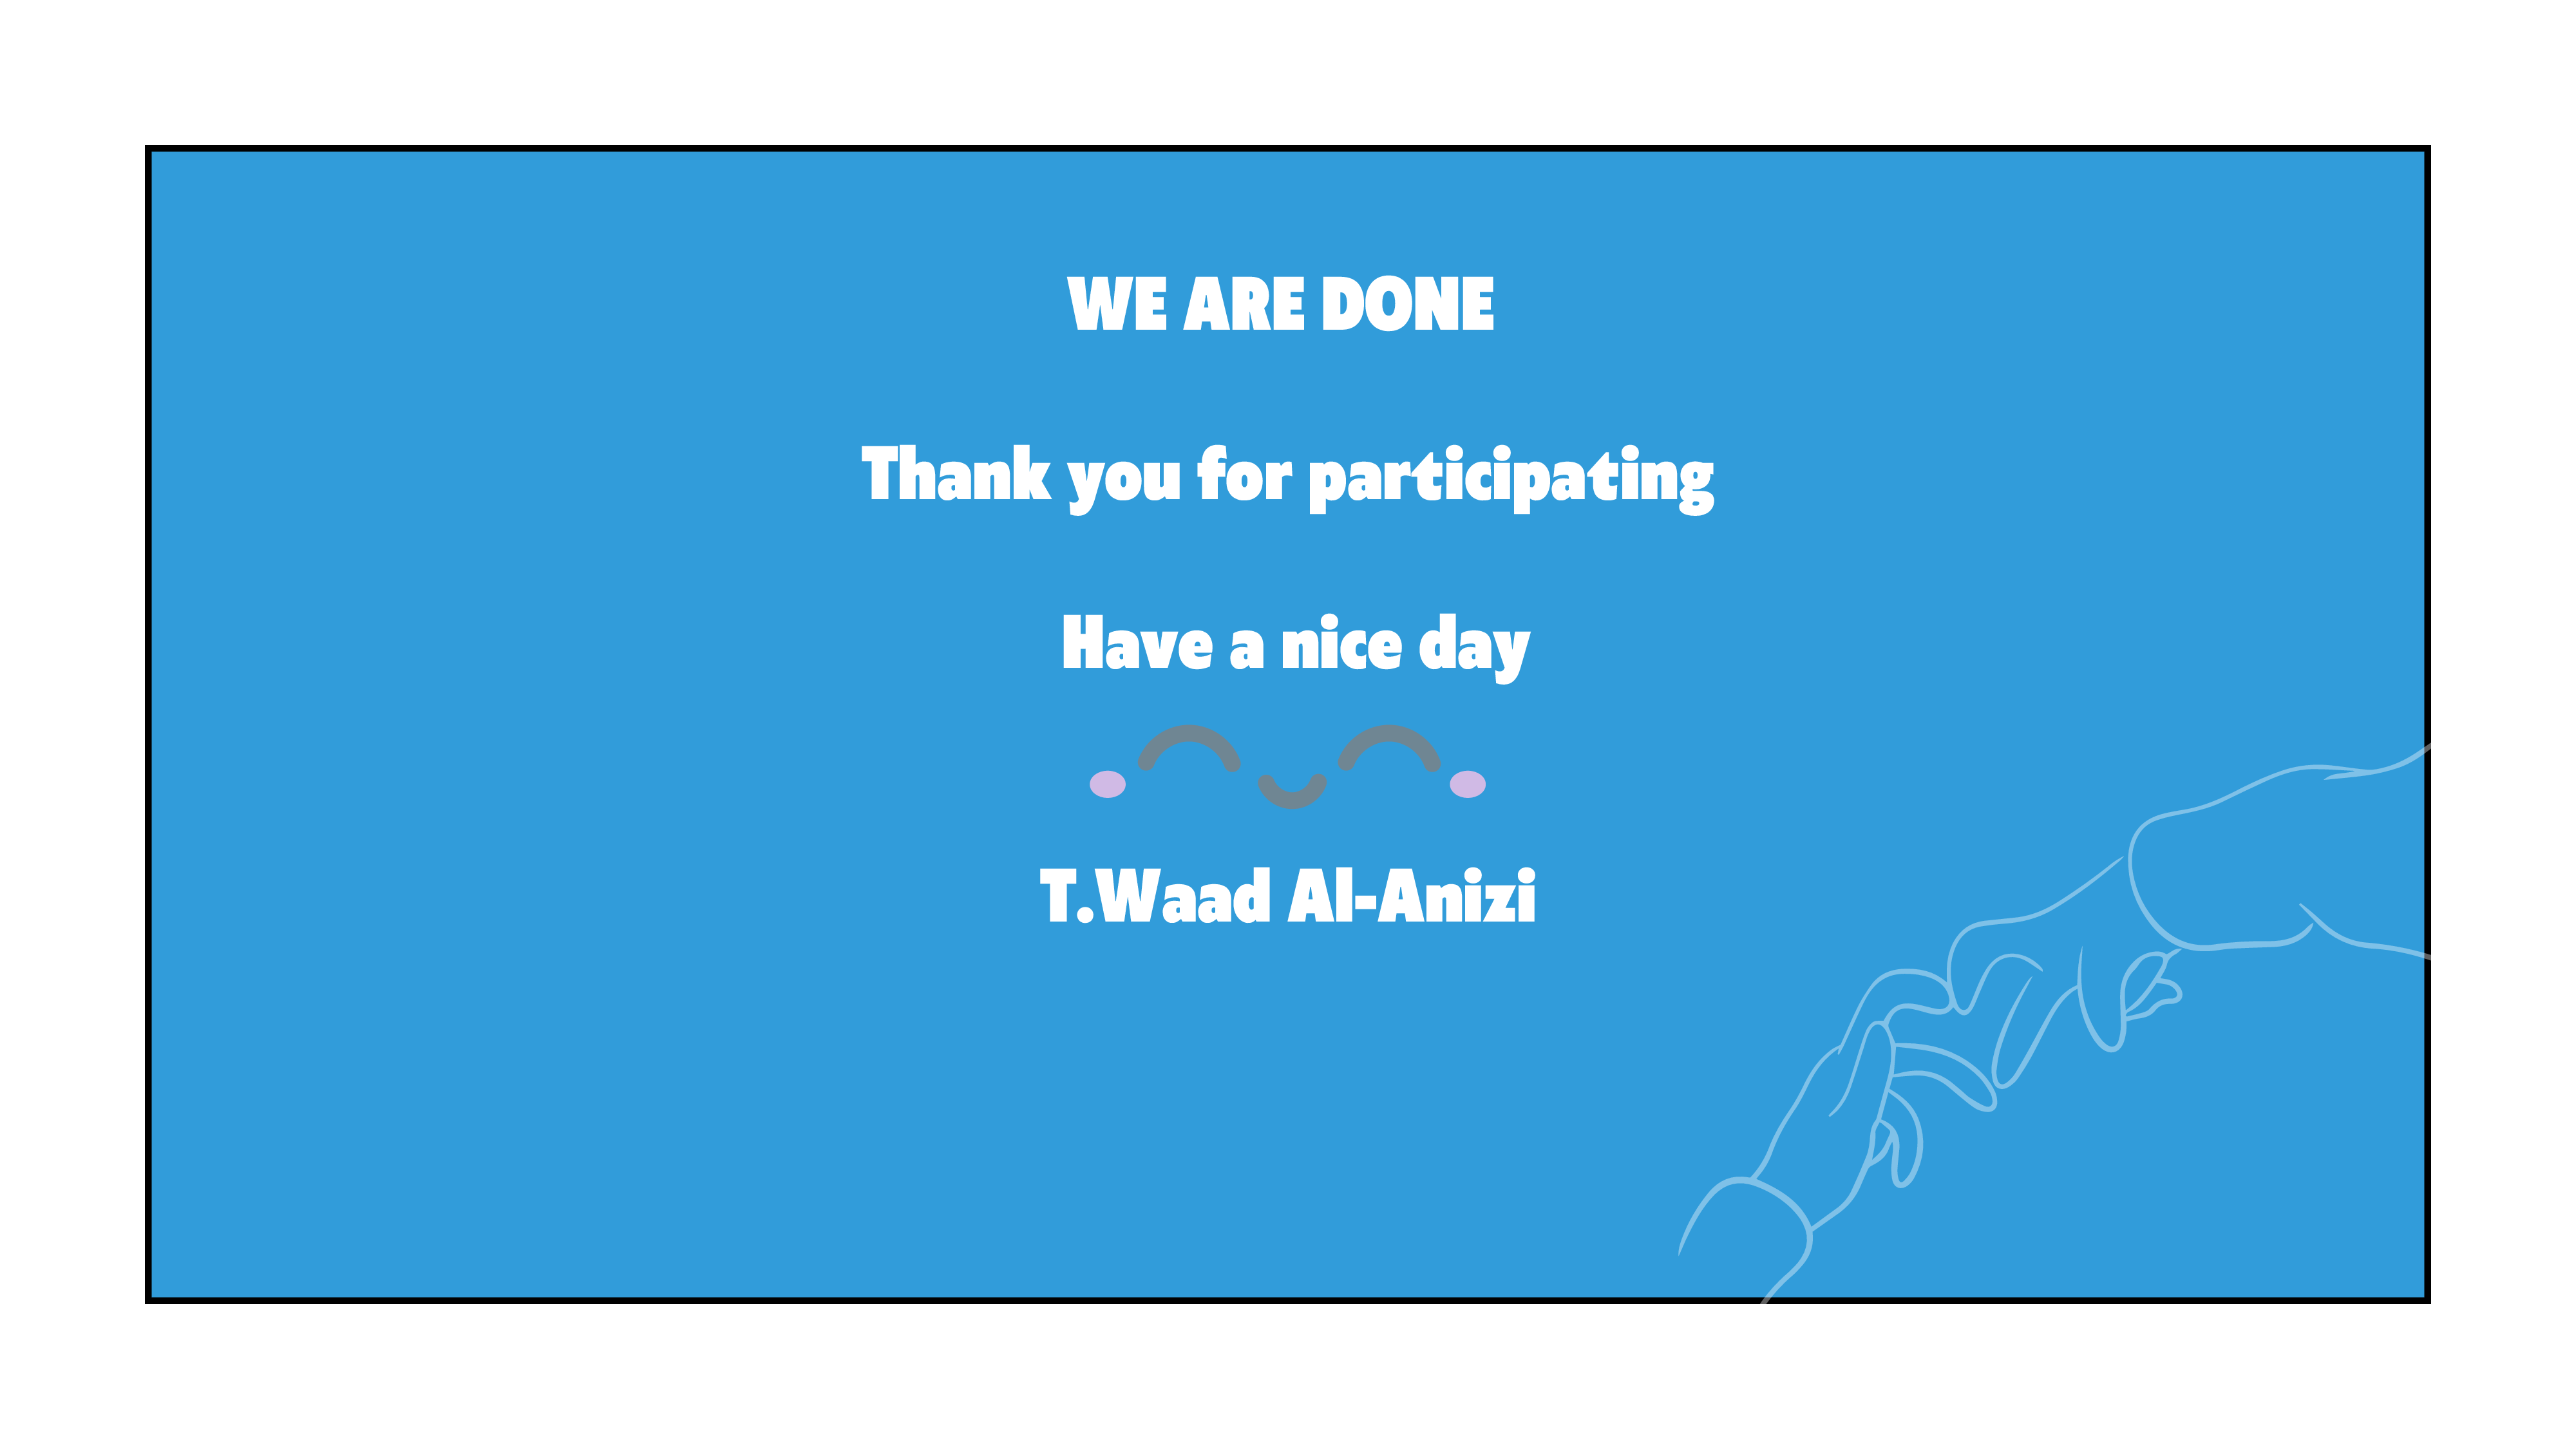 WE ARE DONE
Thank you for participating
Have a nice day
T.Waad Al-Anizi